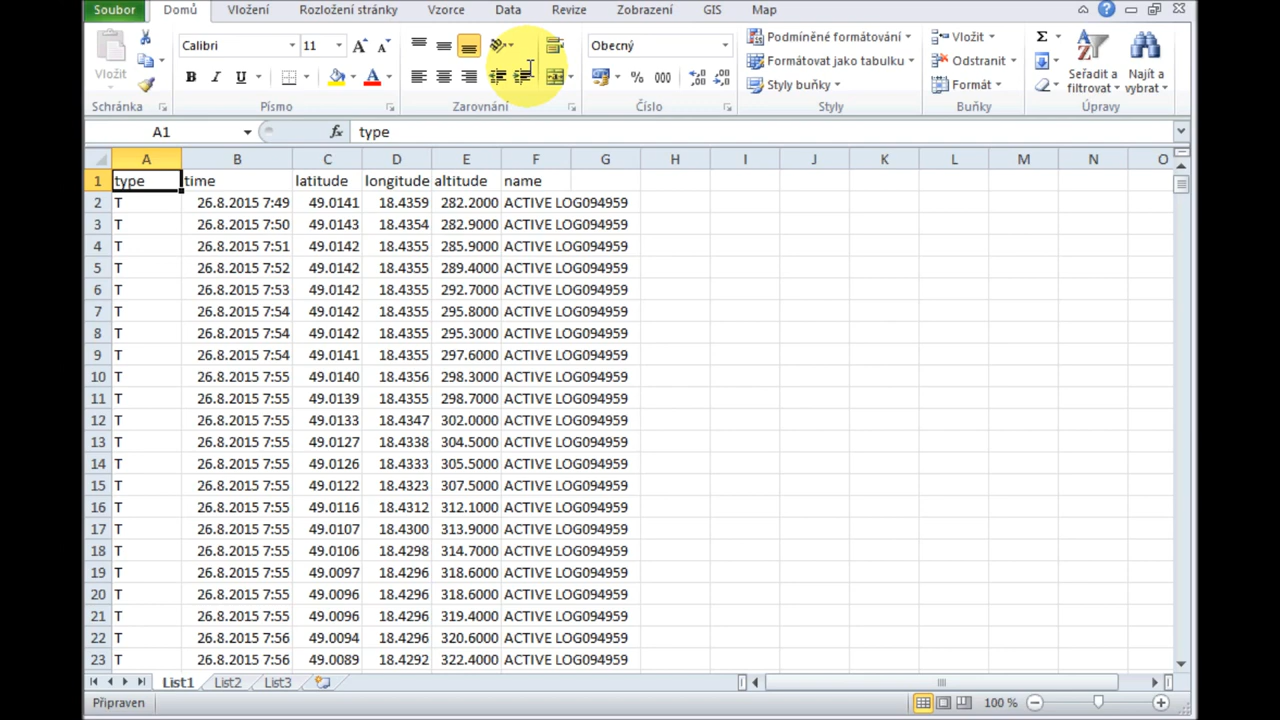 Soubor Domů Vložení Rozložení stránky Vzorce Data Revize Zobrazení GIS Map
Vložit
Schránka
Calibri 11
B I U A
Písmo
Zarovnání
Obecný
% 000
Číslo
Podmíněné formátování
Formátovat jako tabulku
Styly buňky
Styly
Vložit
Odstranit
Formát
Buňky
Σ
Seřadit a filtrovat
Najít a vybrat
Úpravy
A1 fx type
A B C D E F G H I J K L M N O
1 type time latitude longitude altitude name
2 T 26.8.2015 7:49 49.0141 18.4359 282.2000 ACTIVE LOG094959
3 T 26.8.2015 7:50 49.0143 18.4354 282.9000 ACTIVE LOG094959
4 T 26.8.2015 7:51 49.0142 18.4355 285.9000 ACTIVE LOG094959
5 T 26.8.2015 7:52 49.0142 18.4355 289.4000 ACTIVE LOG094959
6 T 26.8.2015 7:53 49.0142 18.4355 292.7000 ACTIVE LOG094959
7 T 26.8.2015 7:54 49.0142 18.4355 295.8000 ACTIVE LOG094959
8 T 26.8.2015 7:54 49.0142 18.4355 295.3000 ACTIVE LOG094959
9 T 26.8.2015 7:54 49.0141 18.4355 297.6000 ACTIVE LOG094959
10 T 26.8.2015 7:55 49.0140 18.4356 298.3000 ACTIVE LOG094959
11 T 26.8.2015 7:55 49.0139 18.4355 298.7000 ACTIVE LOG094959
12 T 26.8.2015 7:55 49.0133 18.4347 302.0000 ACTIVE LOG094959
13 T 26.8.2015 7:55 49.0127 18.4338 304.5000 ACTIVE LOG094959
14 T 26.8.2015 7:55 49.0126 18.4333 305.5000 ACTIVE LOG094959
15 T 26.8.2015 7:55 49.0122 18.4323 307.5000 ACTIVE LOG094959
16 T 26.8.2015 7:55 49.0116 18.4312 312.1000 ACTIVE LOG094959
17 T 26.8.2015 7:55 49.0107 18.4300 313.9000 ACTIVE LOG094959
18 T 26.8.2015 7:55 49.0106 18.4298 314.7000 ACTIVE LOG094959
19 T 26.8.2015 7:55 49.0097 18.4296 318.6000 ACTIVE LOG094959
20 T 26.8.2015 7:55 49.0096 18.4296 318.6000 ACTIVE LOG094959
21 T 26.8.2015 7:55 49.0096 18.4296 319.4000 ACTIVE LOG094959
22 T 26.8.2015 7:56 49.0094 18.4296 320.6000 ACTIVE LOG094959
23 T 26.8.2015 7:56 49.0089 18.4292 322.4000 ACTIVE LOG094959
List1 List2 List3
Připraven 100 %